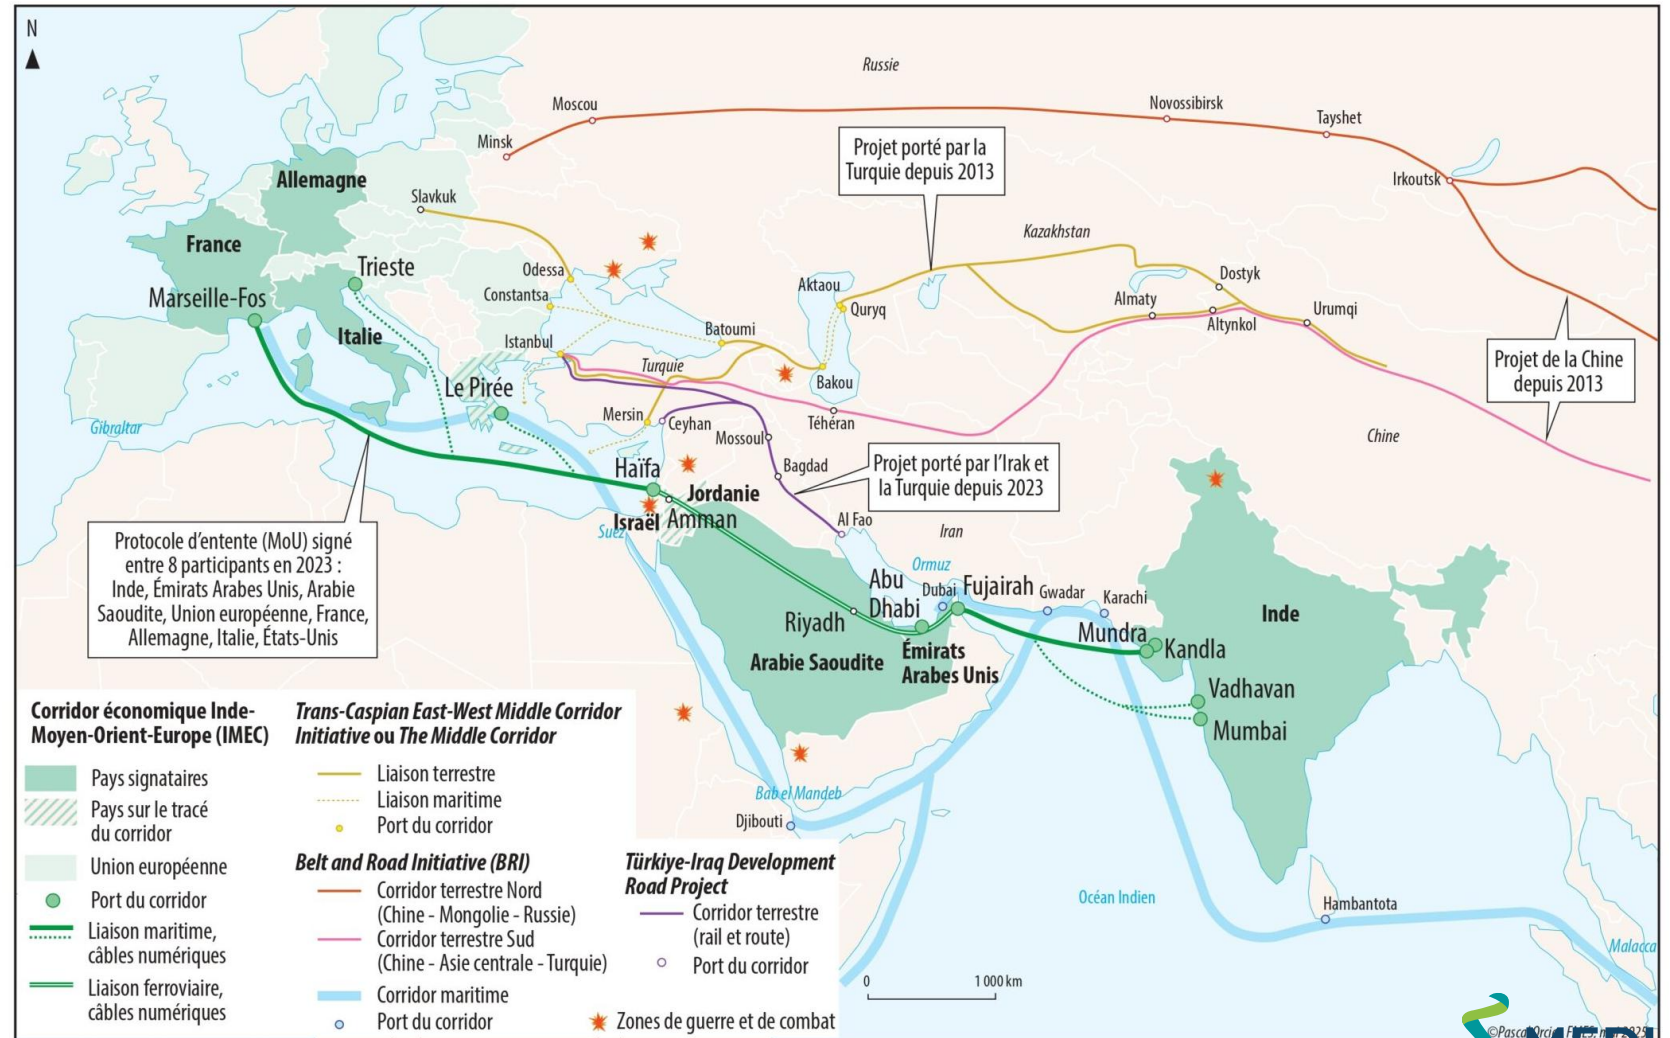 N
Russie
Moscou
Novossibirsk
Tayshet
Minsk
Projet porté par la
Turquie depuis 2013
Irkoutsk
Allemagne
Slavkuk
France
Kazakhstan
Trieste
Odessa
Dostyk
Marseille-Fos
Constantsa
Aktaou
Quryq
Almaty
Altynkol
Urumqi
Italie
Istanbul
Batoumi
Turquie
Bakou
Projet de la Chine
depuis 2013
Le Pirée
Mersin
Ceyhan
Téhéran
Gibraltar
Mossoul
Chine
Haïfa
Bagdad
Projet porté par l'Irak et
la Turquie depuis 2023
Jordanie
Israël
Amman
Al Fao
Iran
Suez
Protocole d'entente (MoU) signé
entre 8 participants en 2023 :
Inde, Émirats Arabes Unis, Arabie
Saoudite, Union européenne, France,
Allemagne, Italie, États-Unis
Ormuz
Abu
Dhabi
Dubai
Fujairah
Gwadar
Karachi
Riyadh
Inde
Mundra
Kandla
Arabie Saoudite
Émirats
Arabes Unis
Vadhavan
Mumbai
Bab el Mandeb
Djibouti
Océan Indien
Hambantota
Malacca
Corridor économique Inde-
Moyen-Orient-Europe (IMEC)
Pays signataires
Pays sur le tracé
du corridor
Union européenne
Port du corridor
Liaison maritime,
câbles numériques
Liaison ferroviaire,
câbles numériques
Trans-Caspian East-West Middle Corridor
Initiative ou The Middle Corridor
Liaison terrestre
Liaison maritime
Port du corridor
Belt and Road Initiative (BRI)
Corridor terrestre Nord
(Chine - Mongolie - Russie)
Corridor terrestre Sud
(Chine - Asie centrale - Turquie)
Corridor maritime
Port du corridor
Türkiye-Iraq Development
Road Project
Corridor terrestre
(rail et route)
Port du corridor
Zones de guerre et de combat
0 1 000 km
©Pascal Orcier